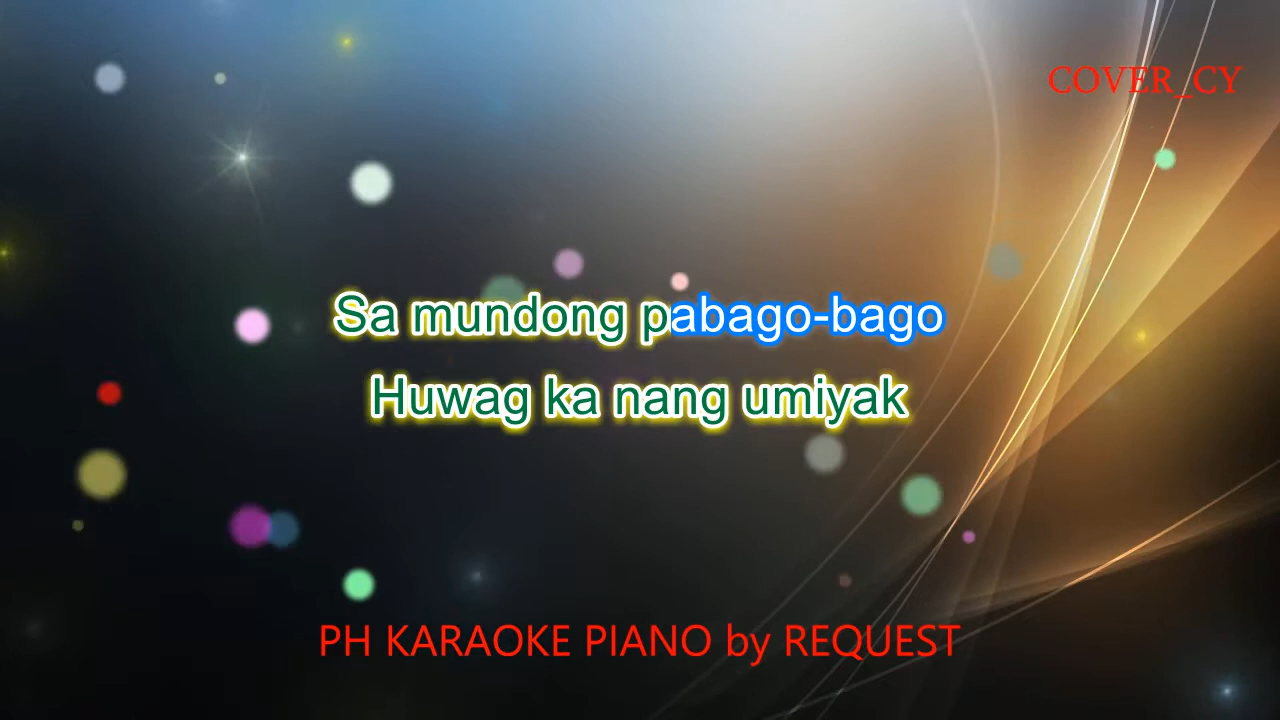 COVER_CY
Sa mundong pabago-bago
Huwag ka nang umiyak
PH KARAOKE PIANO by REQUEST